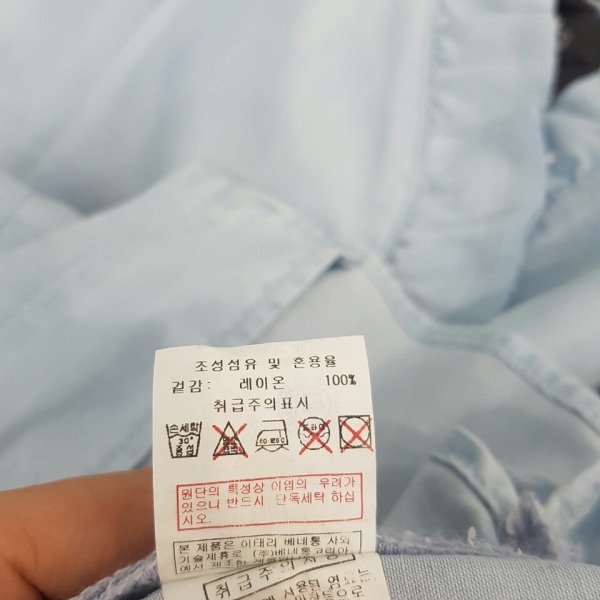 조성섬유 및 혼용율
겉감: 레이온 100%
취급주의표시
손세탁
30°
중성
원단의 특성상 이염의 우려가
있으니 반드시 단독세탁 하십
시오.
본 제품은 이태리 베네통 사와
기술제휴로 (주)베네통코리아
취급주의사항